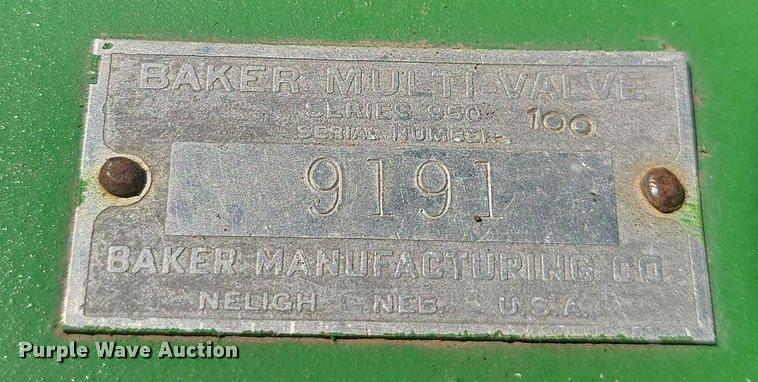 BAKER MULTI-VALVE
SERIES 950
SERIAL NUMBER 100
9191
BAKER MANUFACTURING CO.
NELIGH NEB. U.S.A.
Purple Wave Auction